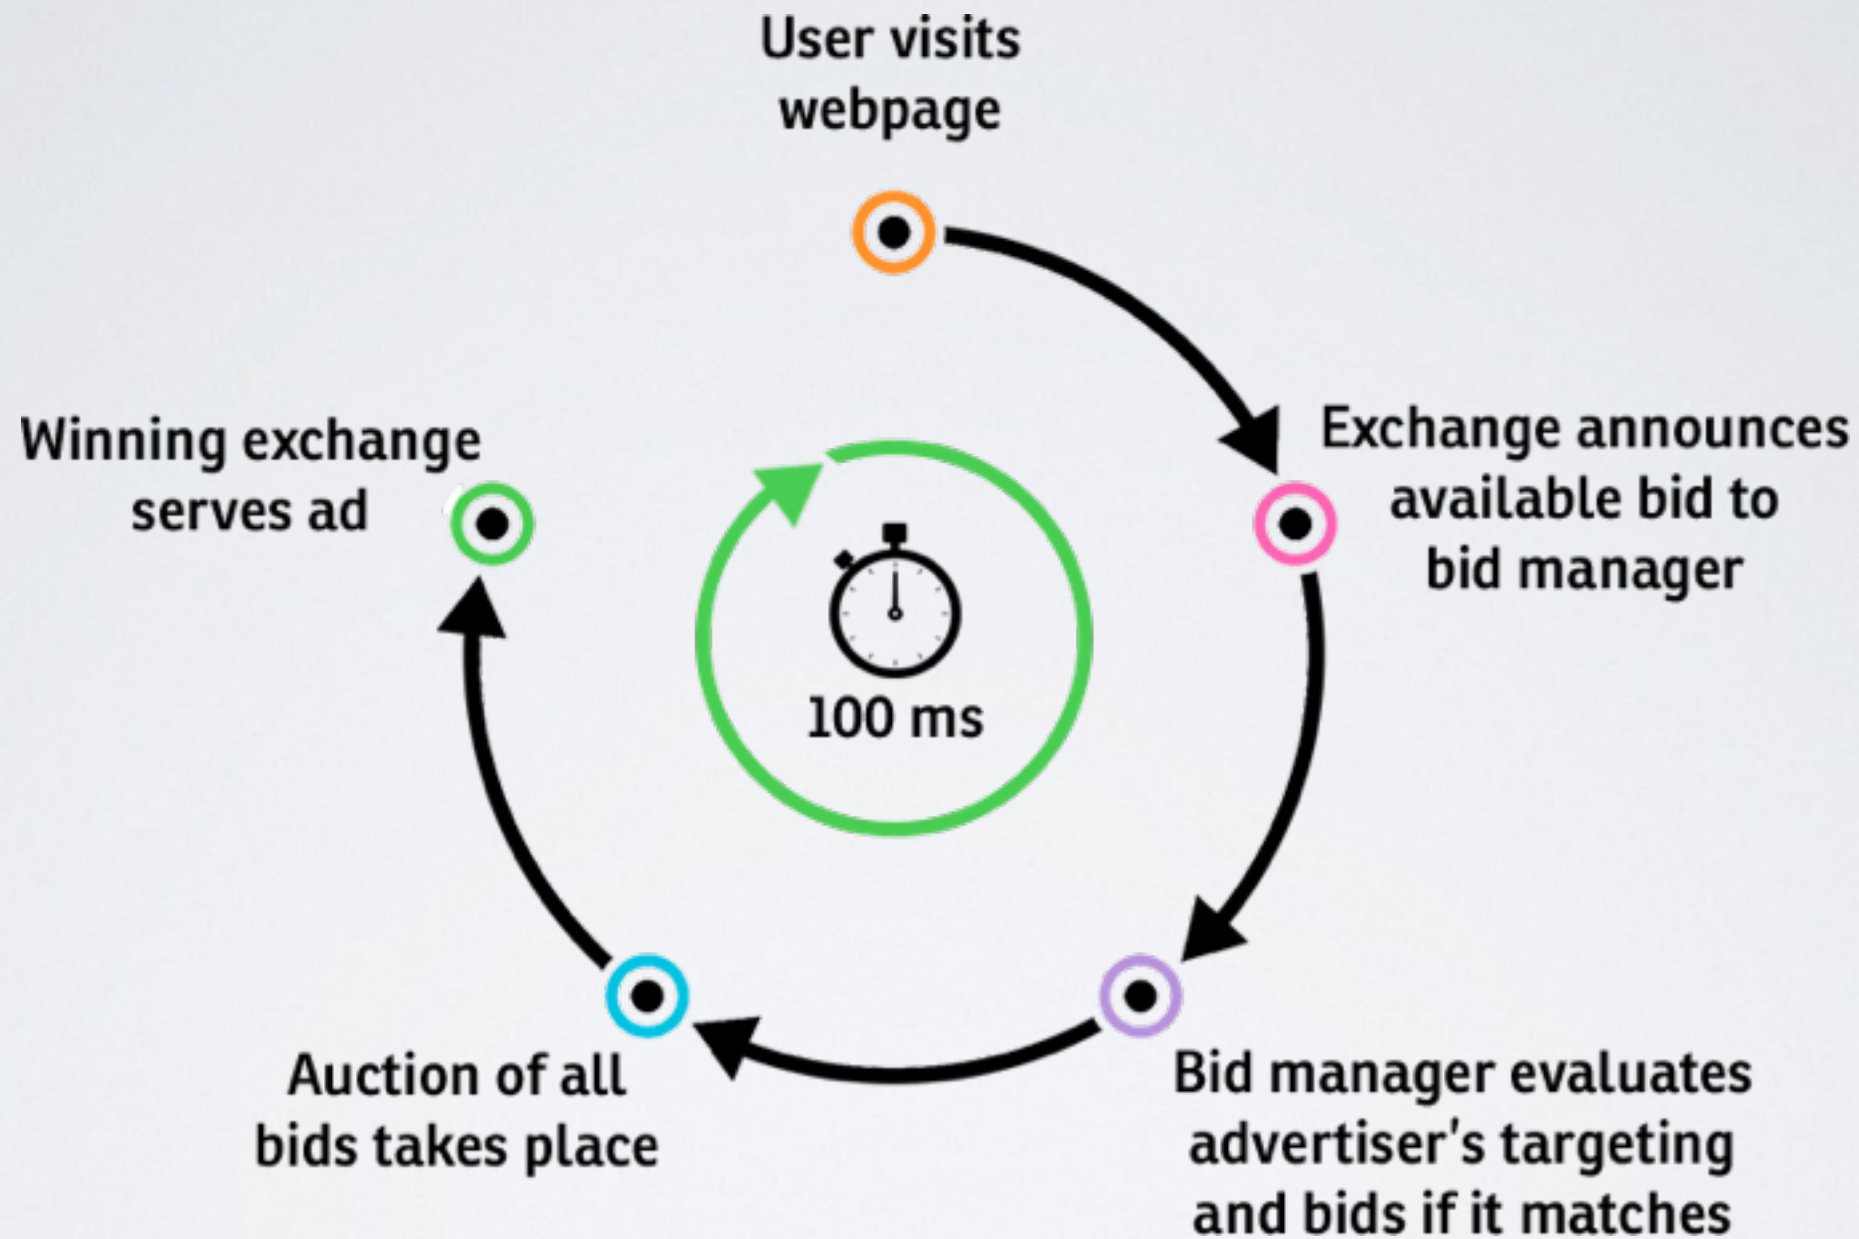 User visits
webpage
Exchange announces
available bid to
bid manager
Bid manager evaluates
advertiser's targeting
and bids if it matches
Auction of all
bids takes place
Winning exchange
serves ad
100 ms